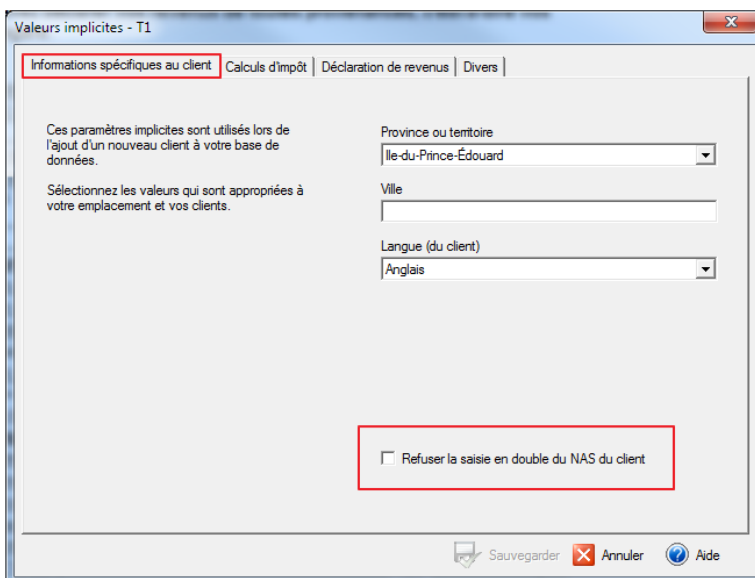 Valeurs implicites - T1
Informations spécifiques au client
Calculs d'impôt
Déclaration de revenus
Divers
Ces paramètres implicites sont utilisés lors de
l'ajout d'un nouveau client à votre base de
données.
Sélectionnez les valeurs qui sont appropriées à
votre emplacement et vos clients.
Province ou territoire
Ile-du-Prince-Édouard
Ville
Langue (du client)
Anglais
Refuser la saisie en double du NAS du client
Sauvegarder
Annuler
Aide